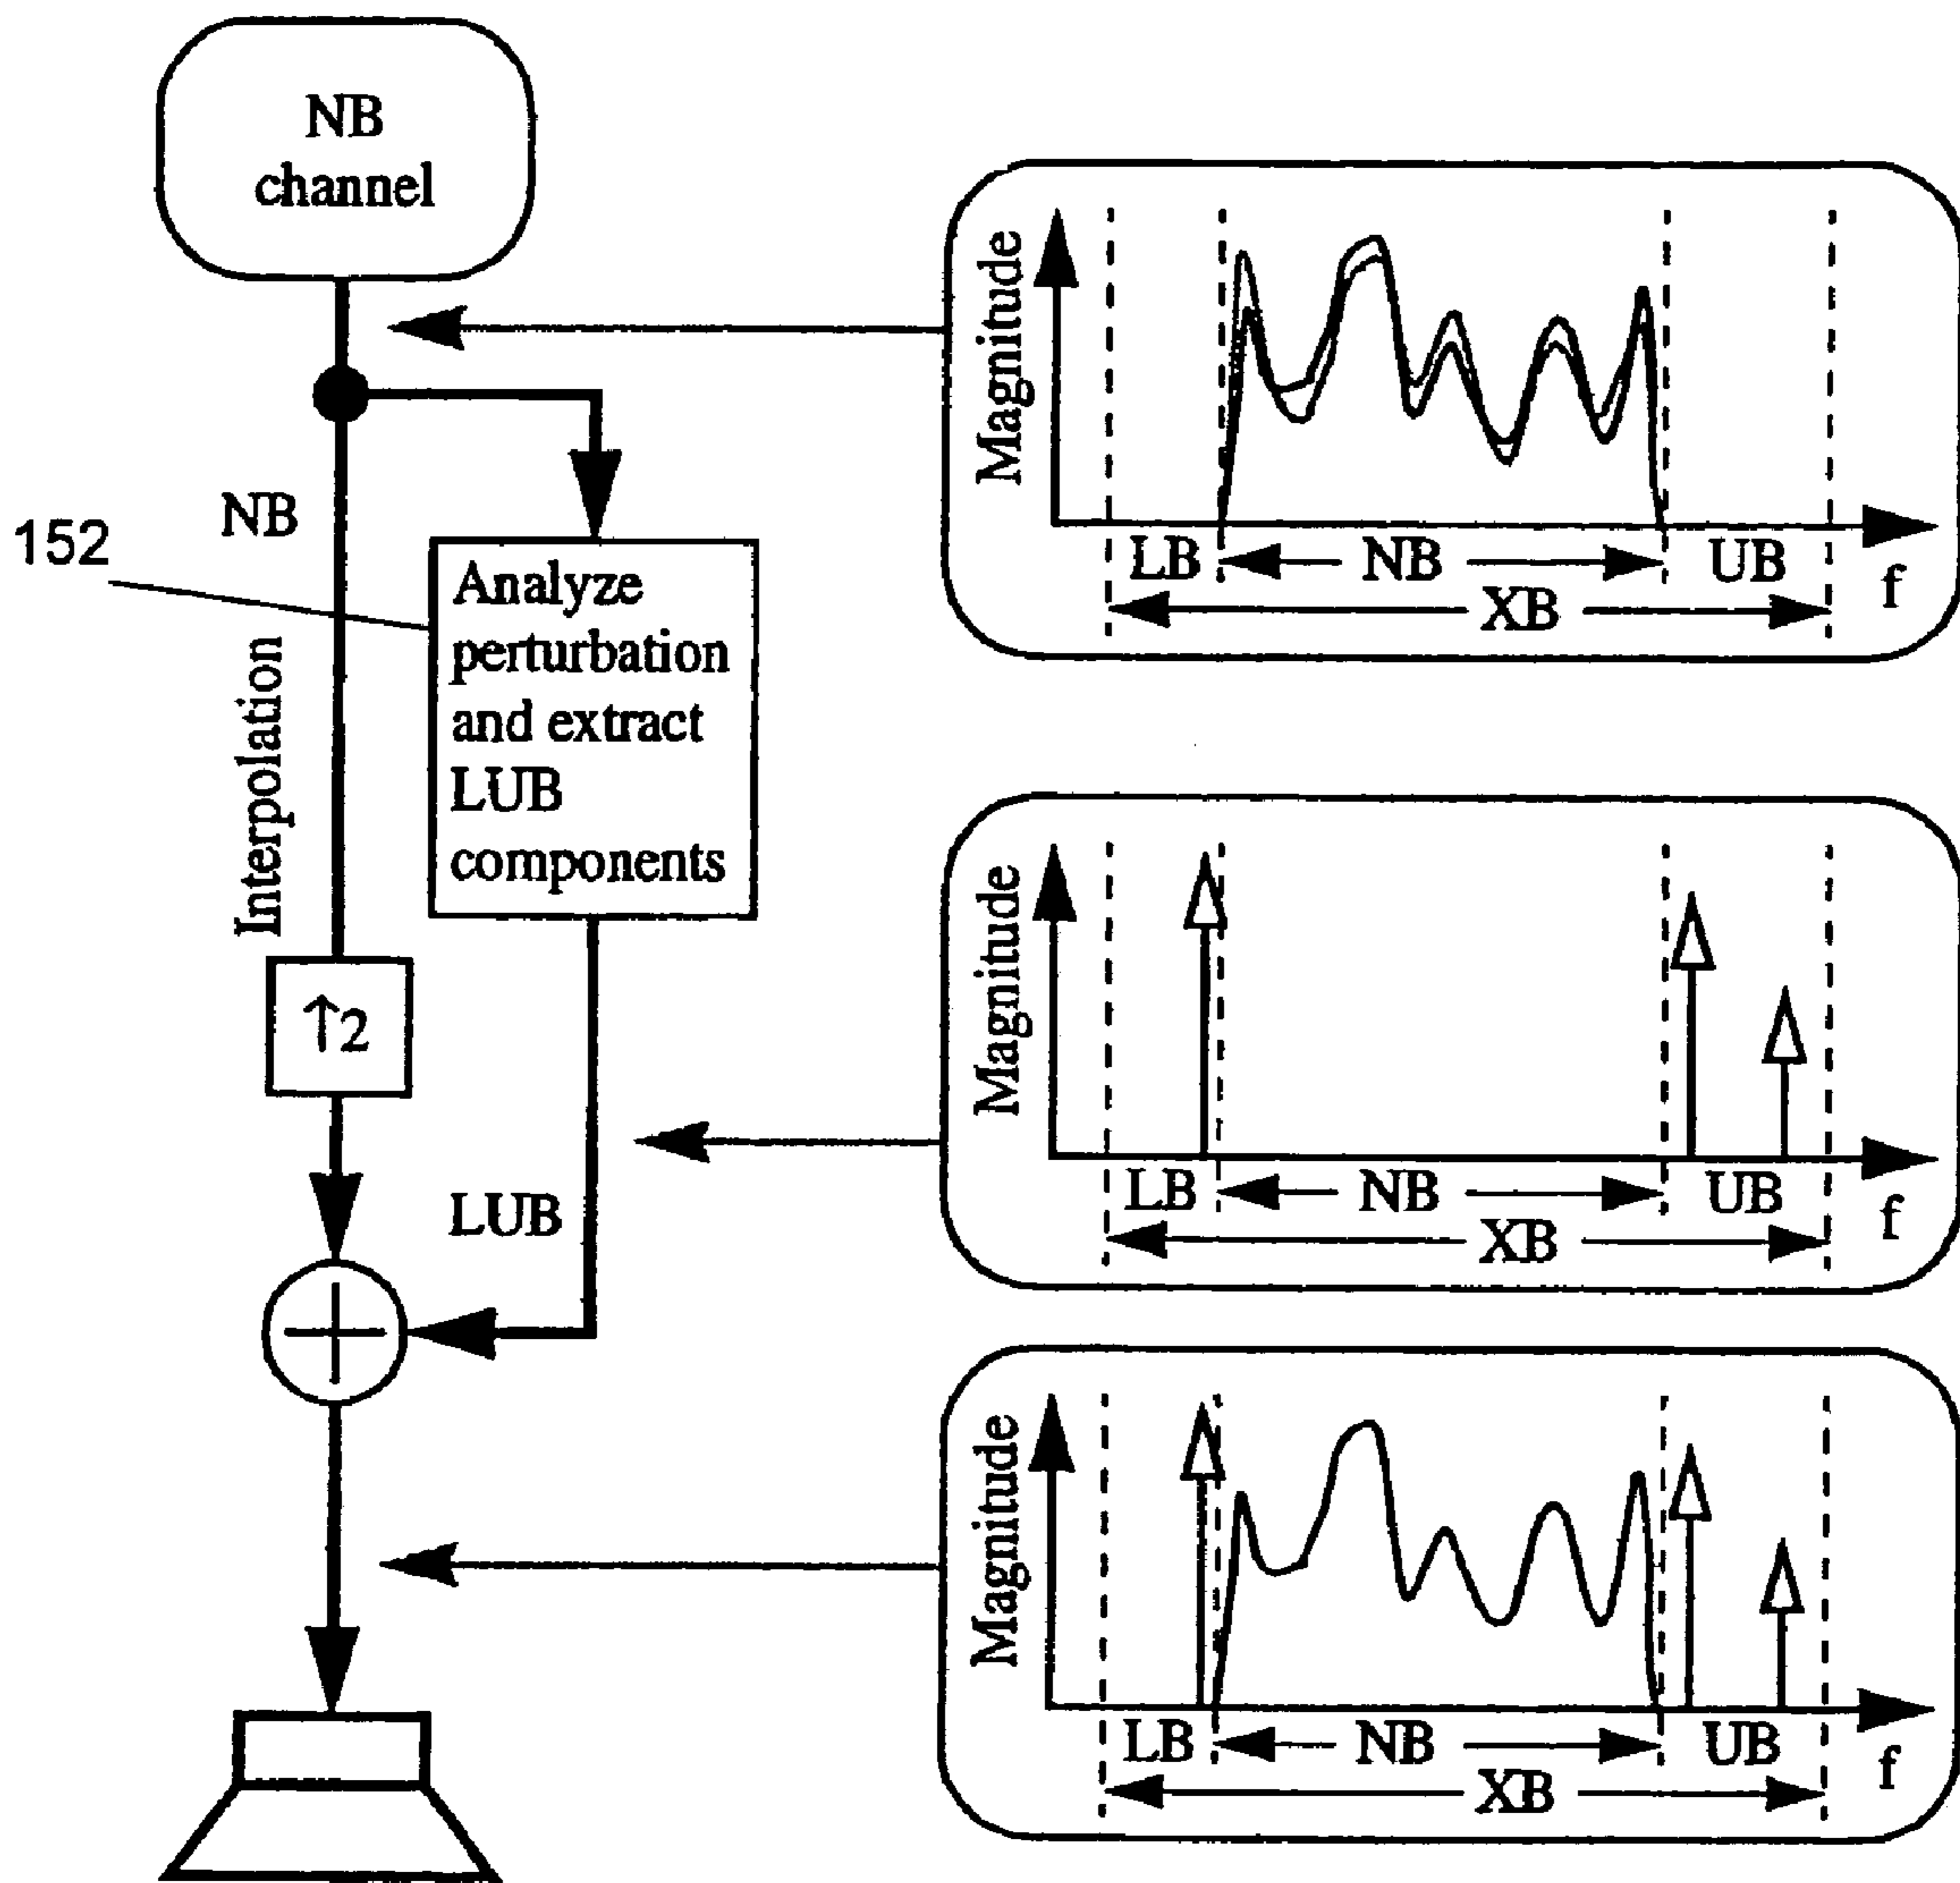 NB
channel
NB
152
Analyze
perturbation
and extract
LUB
components
Interpolation
↑2
LUB
Magnitude
LB
NB
UB
XB
f
Magnitude
LB
NB
UB
XB
f
Magnitude
LB
NB
UB
XB
f